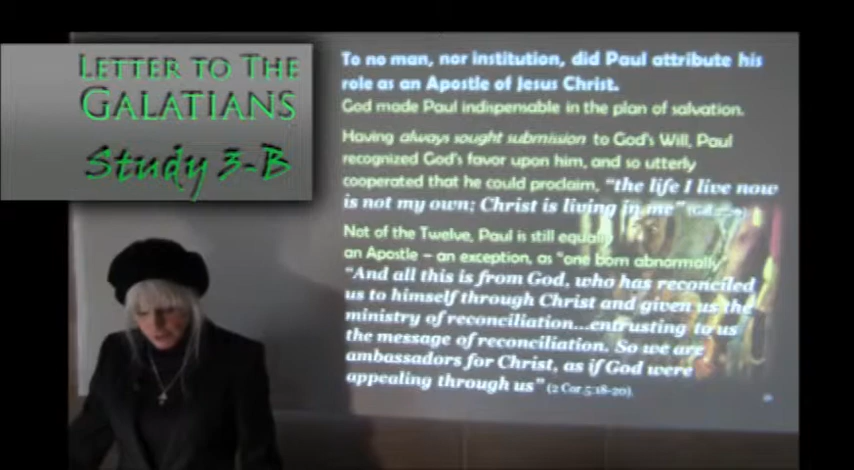 LETTER TO THE
GALATIANS
Study 3-B
To no man, nor institution, did Paul attribute his
role as an Apostle of Jesus Christ.
God made Paul indispensable in the plan of salvation.
Having always sought submission to God's Will, Paul
recognized God's favor upon him, and so utterly
cooperated that he could proclaim, "the life I live now
is not my own; Christ is living in me"
Not of the Twelve, Paul is still equally
an Apostle – an exception, as "one born abnormally"
"And all this is from God, who has reconciled
us to himself through Christ and given us the
ministry of reconciliation...entrusting to us
the message of reconciliation. So we are
ambassadors for Christ, as if God were
appealing through us" (2 Cor 5:18-20).